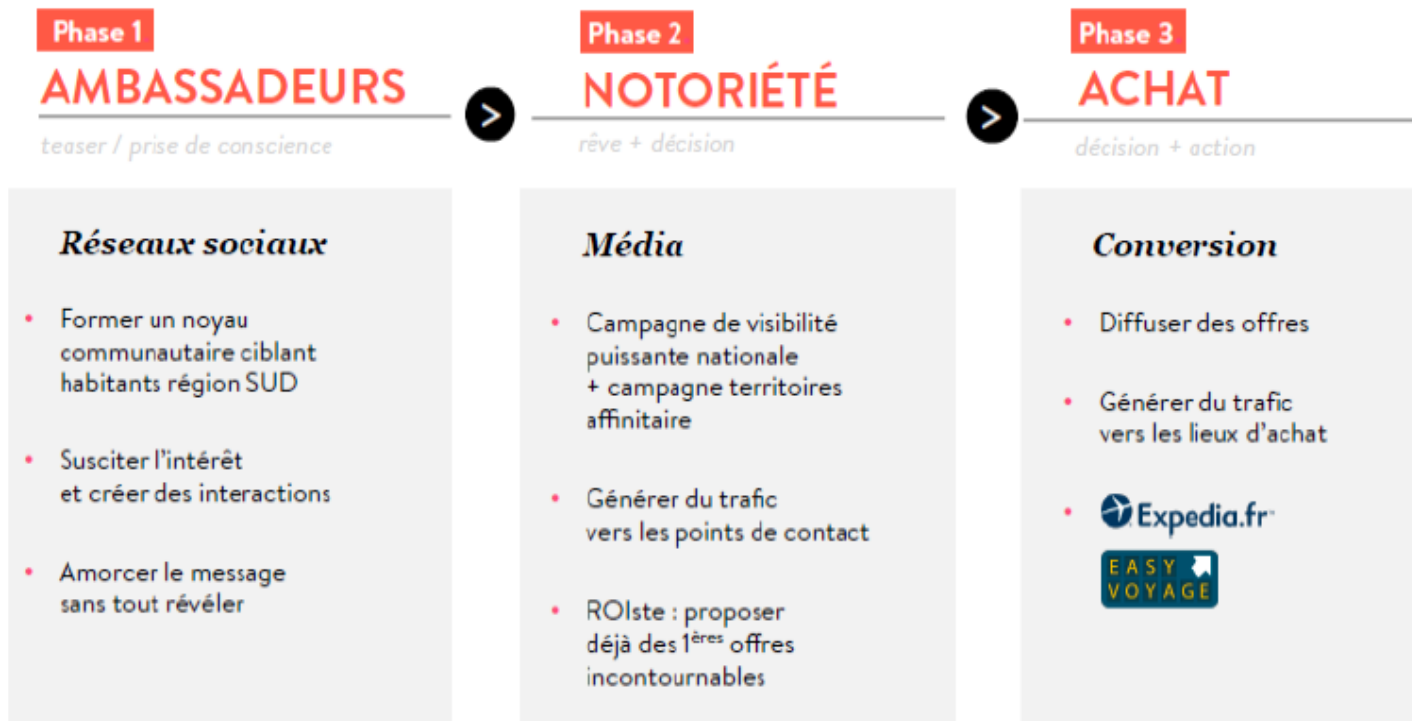 Phase 1
AMBASSADEURS
teaser / prise de conscience
Réseaux sociaux
• Former un noyau
communautaire ciblant
habitants région SUD
• Susciter l'intérêt
et créer des interactions
• Amorcer le message
sans tout révéler
>
Phase 2
NOTORIÉTÉ
rêve + décision
Média
• Campagne de visibilité
puissante nationale
+ campagne territoires
affinitaire
• Générer du trafic
vers les points de contact
• ROIste : proposer
déjà des 1ères offres
incontournables
>
Phase 3
ACHAT
décision + action
Conversion
• Diffuser des offres
• Générer du trafic
vers les lieux d'achat
• Expedia.fr
EASY
VOYAGE